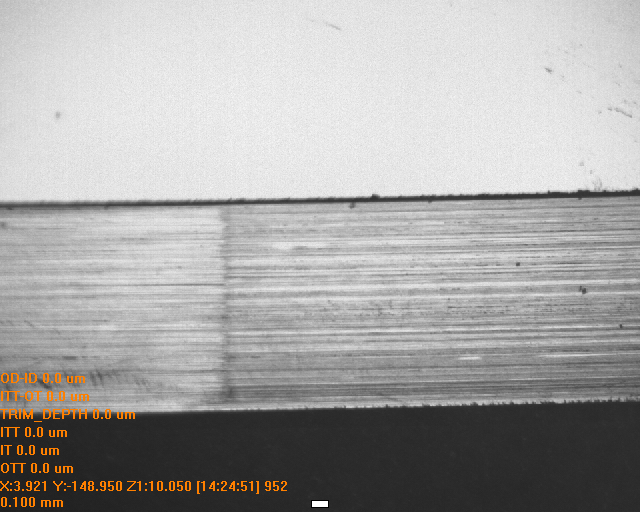 OD-ID 0.0 um
ITT-OT 0.0 um
TRIM_DEPTH 0.0 um
ITT 0.0 um
IT 0.0 um
OTT 0.0 um
X:3.921 Y:-148.950 Z1:10.050 [14:24:51] 952
0.100 mm